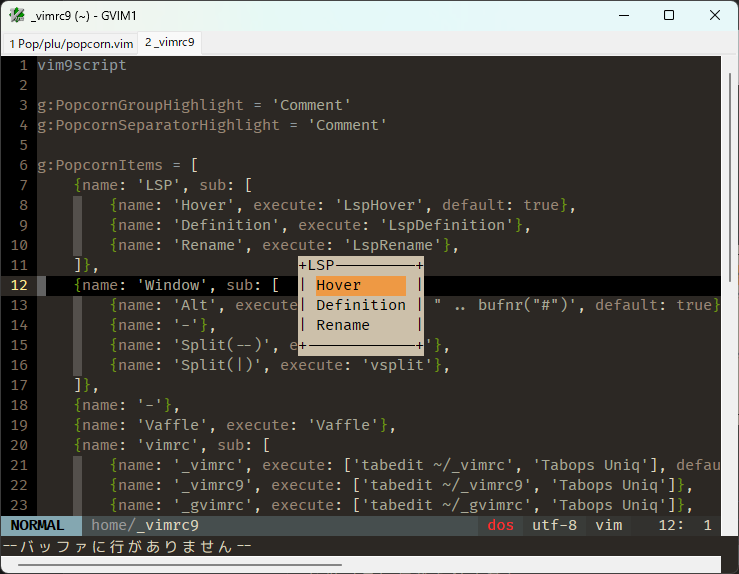 _vimrc9 (~) - GVIM1
1 Pop/plu/popcorn.vim 2 _vimrc9
1 vim9script
2
3 g:PopcornGroupHighlight = 'Comment'
4 g:PopcornSeparatorHighlight = 'Comment'
5
6 g:PopcornItems = [
7 {name: 'LSP', sub: [
8 {name: 'Hover', execute: 'LspHover', default: true},
9 {name: 'Definition', execute: 'LspDefinition'},
10 {name: 'Rename', execute: 'LspRename'},
11 ]},
+LSP------------+
12 {name: 'Window', sub: [
| Hover |
13 {name: 'Alt', execute
| Definition |
" .. bufnr("#")', default: true}
14 {name: '-'},
| Rename |
15 {name: 'Split(--)', e
+------------+
'},
16 {name: 'Split(|)', execute: 'vsplit'},
17 ]},
18 {name: '-'},
19 {name: 'Vaffle', execute: 'Vaffle'},
20 {name: 'vimrc', sub: [
21 {name: '_vimrc', execute: ['tabedit ~/_vimrc', 'Tabops Uniq'], defau
22 {name: '_vimrc9', execute: ['tabedit ~/_vimrc9', 'Tabops Uniq']},
23 {name: '_gvimrc', execute: ['tabedit ~/_gvimrc', 'Tabops Uniq']},
NORMAL home/_vimrc9 dos utf-8 vim 12: 1
--バッファに行がありません--